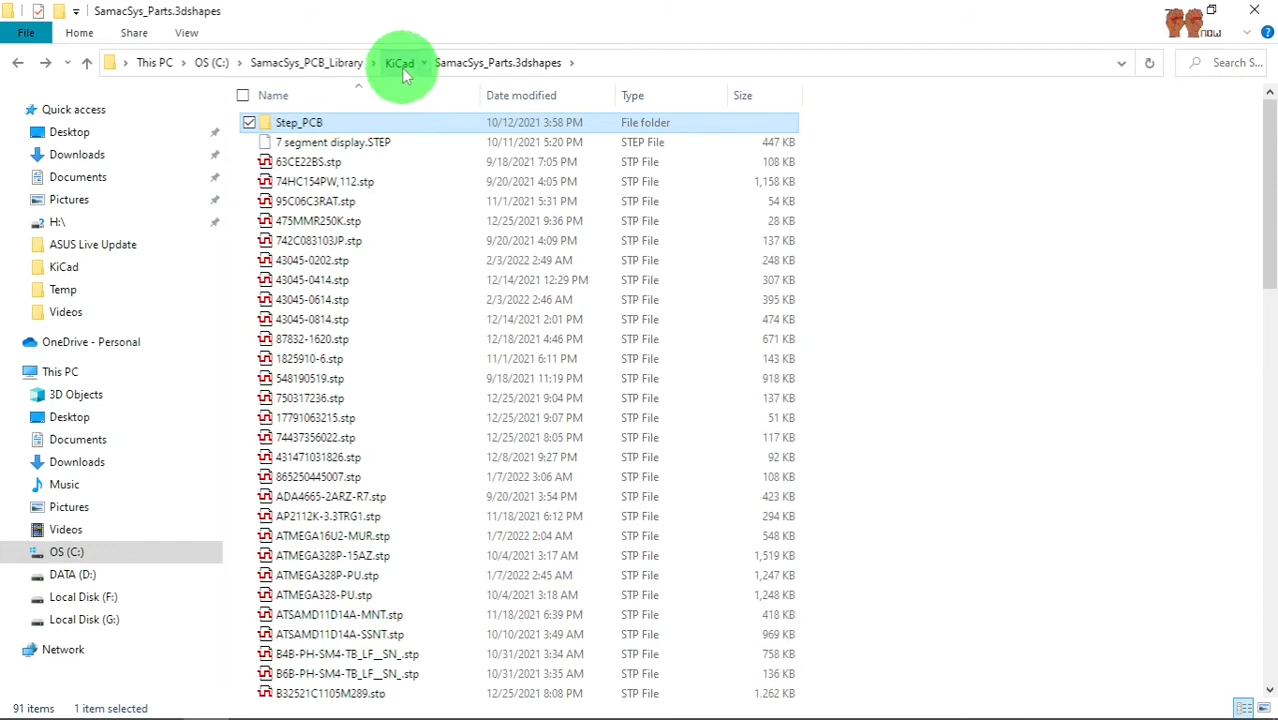 SamacSys_Parts.3dshapes
now
File Home Share View
This PC OS (C:) SamacSys_PCB_Library KiCad SamacSys_Parts.3dshapes Search S...
Name Date modified Type Size
Quick access
Desktop
Downloads
Documents
Pictures
H:\
ASUS Live Update
KiCad
Temp
Videos
OneDrive - Personal
This PC
3D Objects
Desktop
Documents
Downloads
Music
Pictures
Videos
OS (C:)
DATA (D:)
Local Disk (F:)
Local Disk (G:)
Network
Step_PCB 10/12/2021 3:58 PM File folder
7 segment display.STEP 10/11/2021 5:20 PM STEP File 447 KB
63CE22BS.stp 9/18/2021 7:05 PM STP File 108 KB
74HC154PW,112.stp 9/20/2021 4:05 PM STP File 1,158 KB
95C06C3RAT.stp 11/1/2021 5:31 PM STP File 54 KB
475MMR250K.stp 12/25/2021 9:36 PM STP File 28 KB
742C083103JP.stp 9/20/2021 4:09 PM STP File 137 KB
43045-0202.stp 2/3/2022 2:49 AM STP File 248 KB
43045-0414.stp 12/14/2021 12:29 PM STP File 307 KB
43045-0614.stp 2/3/2022 2:46 AM STP File 395 KB
43045-0814.stp 12/14/2021 2:01 PM STP File 474 KB
87832-1620.stp 12/18/2021 4:46 PM STP File 671 KB
1825910-6.stp 11/1/2021 6:11 PM STP File 143 KB
548190519.stp 9/18/2021 11:19 PM STP File 918 KB
750317236.stp 12/25/2021 9:04 PM STP File 137 KB
17791063215.stp 12/25/2021 9:07 PM STP File 51 KB
74437356022.stp 12/25/2021 8:05 PM STP File 117 KB
431471031826.stp 12/8/2021 9:27 PM STP File 92 KB
865250445007.stp 1/7/2022 3:06 AM STP File 108 KB
ADA4665-2ARZ-R7.stp 9/20/2021 3:54 PM STP File 423 KB
AP2112K-3.3TRG1.stp 11/18/2021 6:12 PM STP File 294 KB
ATMEGA16U2-MUR.stp 1/7/2022 2:04 AM STP File 548 KB
ATMEGA328P-15AZ.stp 10/4/2021 3:17 AM STP File 1,519 KB
ATMEGA328P-PU.stp 1/7/2022 2:45 AM STP File 1,247 KB
ATMEGA328-PU.stp 10/4/2021 3:18 AM STP File 1,248 KB
ATSAMD11D14A-MNT.stp 11/18/2021 6:39 PM STP File 418 KB
ATSAMD11D14A-SSNT.stp 10/10/2021 3:49 AM STP File 969 KB
B4B-PH-SM4-TB_LF__SN_.stp 10/31/2021 3:34 AM STP File 758 KB
B6B-PH-SM4-TB_LF__SN_.stp 10/31/2021 3:35 AM STP File 136 KB
B32521C1105M289.stp 12/25/2021 8:08 PM STP File 1.262 KB
91 items 1 item selected